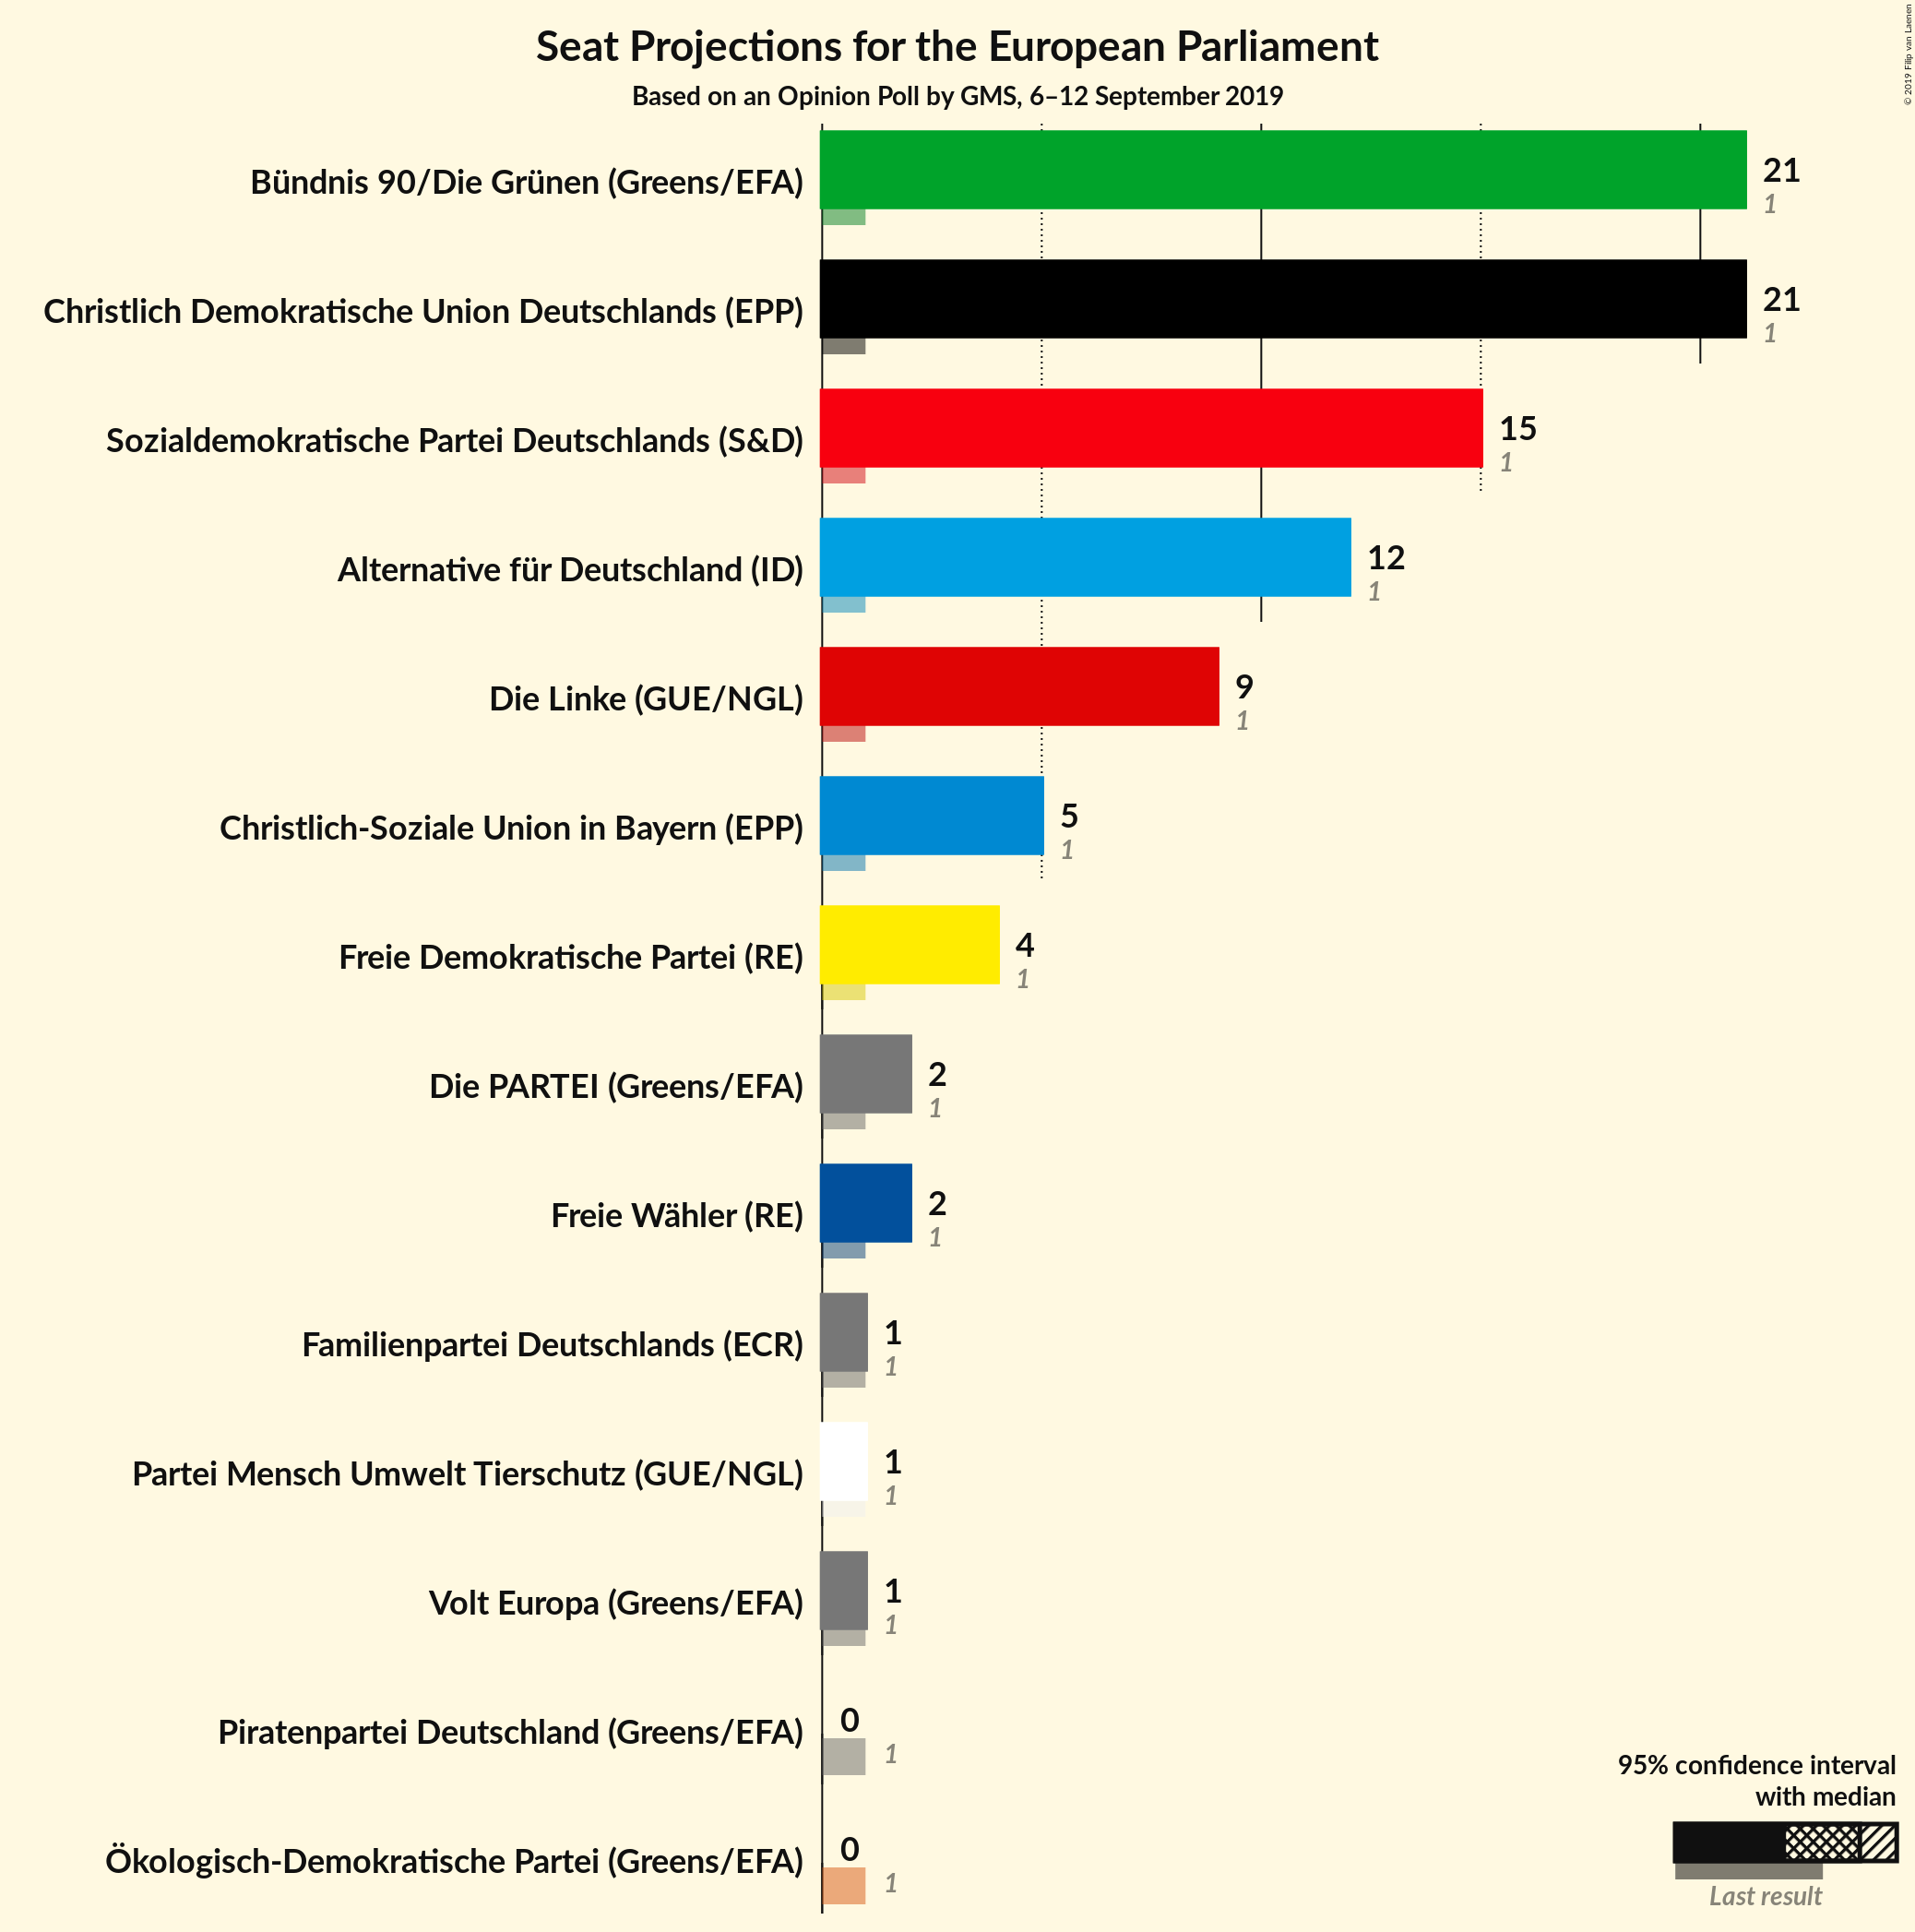 Seat Projections for the European Parliament
Based on an Opinion Poll by GMS, 6–12 September 2019
© 2019 Filip van Laenen
Bündnis 90/Die Grünen (Greens/EFA)
21
1
Christlich Demokratische Union Deutschlands (EPP)
21
1
Sozialdemokratische Partei Deutschlands (S&D)
15
1
Alternative für Deutschland (ID)
12
1
Die Linke (GUE/NGL)
9
1
Christlich-Soziale Union in Bayern (EPP)
5
1
Freie Demokratische Partei (RE)
4
1
Die PARTEI (Greens/EFA)
2
1
Freie Wähler (RE)
2
1
Familienpartei Deutschlands (ECR)
1
1
Partei Mensch Umwelt Tierschutz (GUE/NGL)
1
1
Volt Europa (Greens/EFA)
1
1
Piratenpartei Deutschland (Greens/EFA)
0
1
Ökologisch-Demokratische Partei (Greens/EFA)
0
1
95% confidence interval
with median
Last result